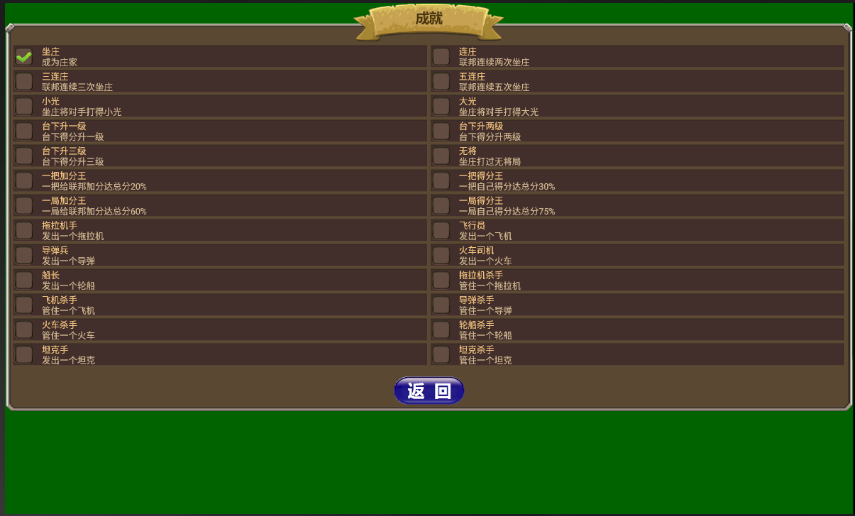 成就
坐庄
成为庄家
连庄
联邦连续两次坐庄
三连庄
联邦连续三次坐庄
五连庄
联邦连续五次坐庄
小光
坐庄将对手打得小光
大光
坐庄将对手打得大光
台下升一级
台下得分升一级
台下升两级
台下得分升两级
台下升三级
台下得分升三级
无将
坐庄打过无将局
一把加分王
一把给联邦加分达总分20%
一把得分王
一把自己得分达总分30%
一局加分王
一局给联邦加分达总分60%
一局得分王
一局自己得分达总分75%
拖拉机手
发出一个拖拉机
飞行员
发出一个飞机
导弹兵
发出一个导弹
火车司机
发出一个火车
船长
发出一个轮船
拖拉机杀手
管住一个拖拉机
飞机杀手
管住一个飞机
导弹杀手
管住一个导弹
火车杀手
管住一个火车
轮船杀手
管住一个轮船
坦克手
发出一个坦克
坦克杀手
管住一个坦克
返 回